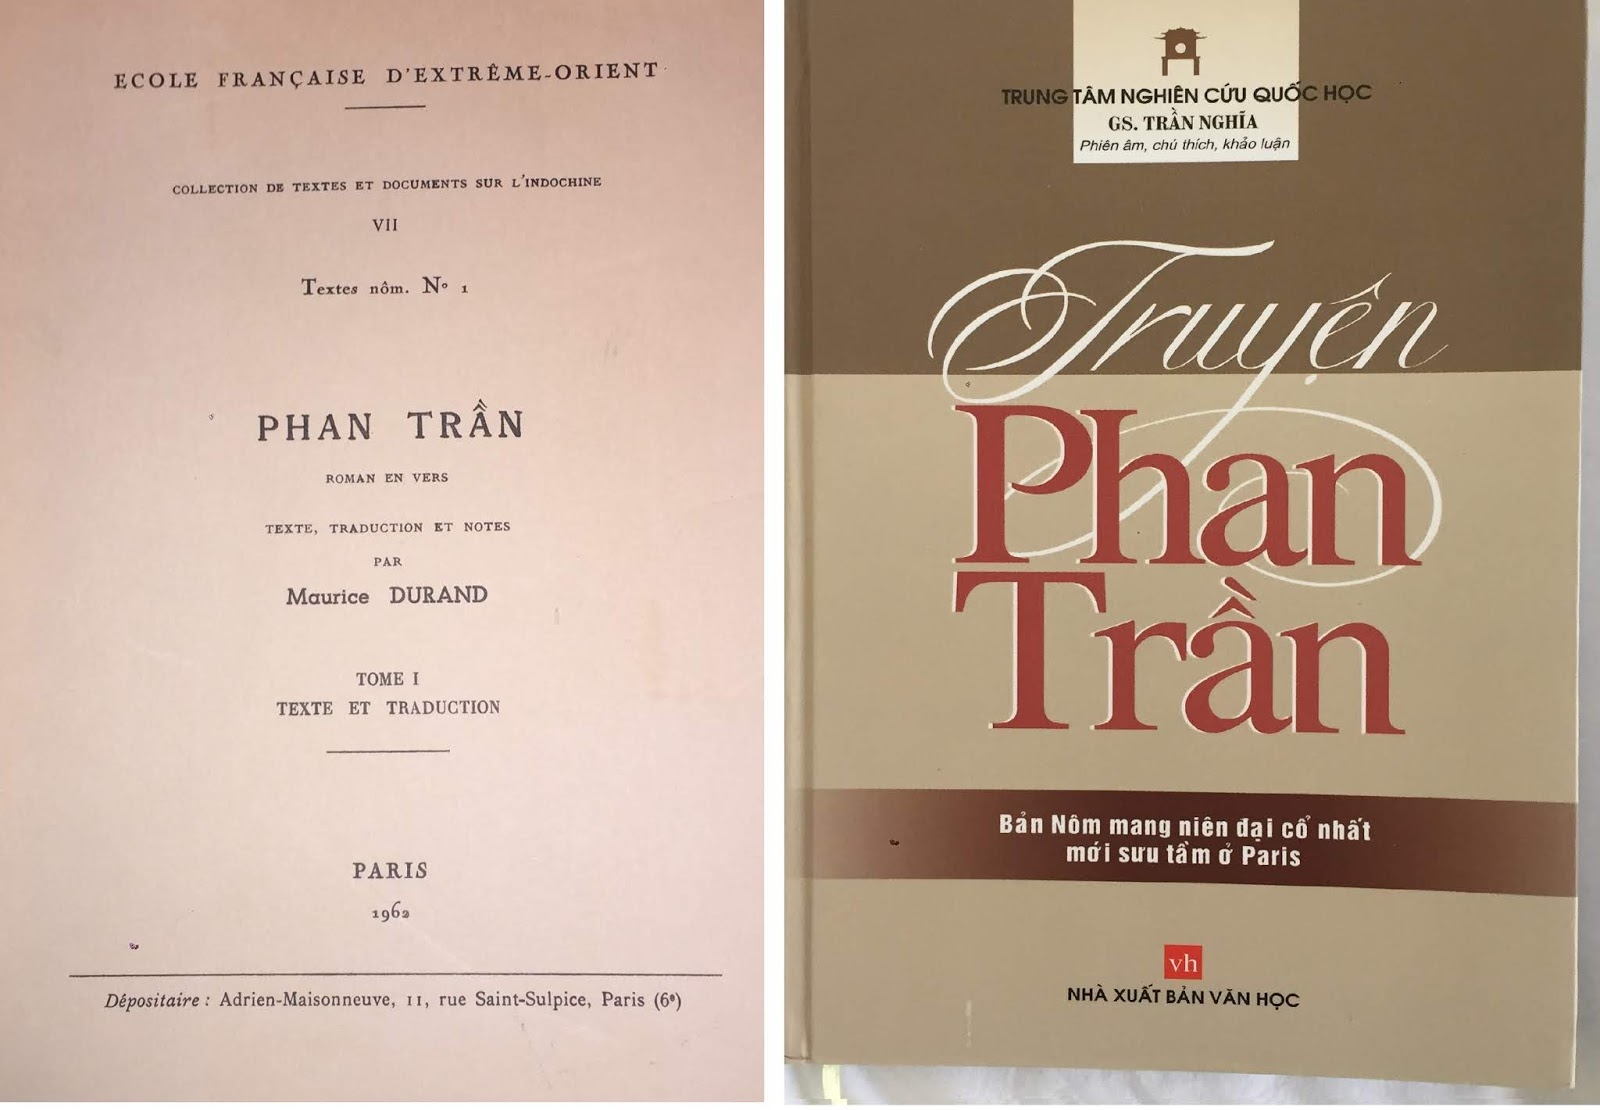 ECOLE FRANÇAISE D'EXTRÊME-ORIENT
COLLECTION DE TEXTES ET DOCUMENTS SUR L'INDOCHINE
VII
Textes nôm. Nº 1
PHAN TRẦN
ROMAN EN VERS
TEXTE, TRADUCTION ET NOTES
PAR
Maurice DURAND
TOME I
TEXTE ET TRADUCTION
PARIS
1962
Dépositaire : Adrien-Maisonneuve, 11, rue Saint-Sulpice, Paris (6ᵉ)
TRUNG TÂM NGHIÊN CỨU QUỐC HỌC
GS. TRẦN NGHĨA
Phiên âm, chú thích, khảo luận
Truyện
Phan
Trần
Bản Nôm mang niên đại cổ nhất
mới sưu tầm ở Paris
vh
NHÀ XUẤT BẢN VĂN HỌC